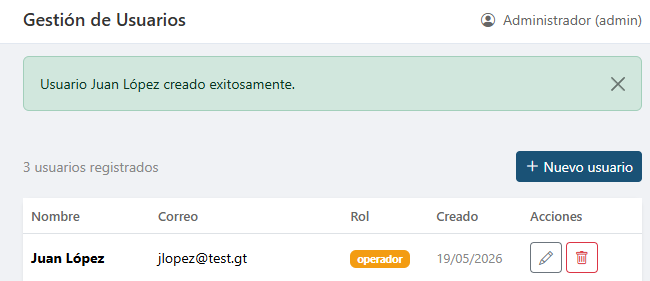 Gestión de Usuarios
Administrador (admin)
Usuario Juan López creado exitosamente.
3 usuarios registrados
+ Nuevo usuario
Nombre Correo Rol Creado Acciones
Juan López jlopez@test.gt operador 19/05/2026